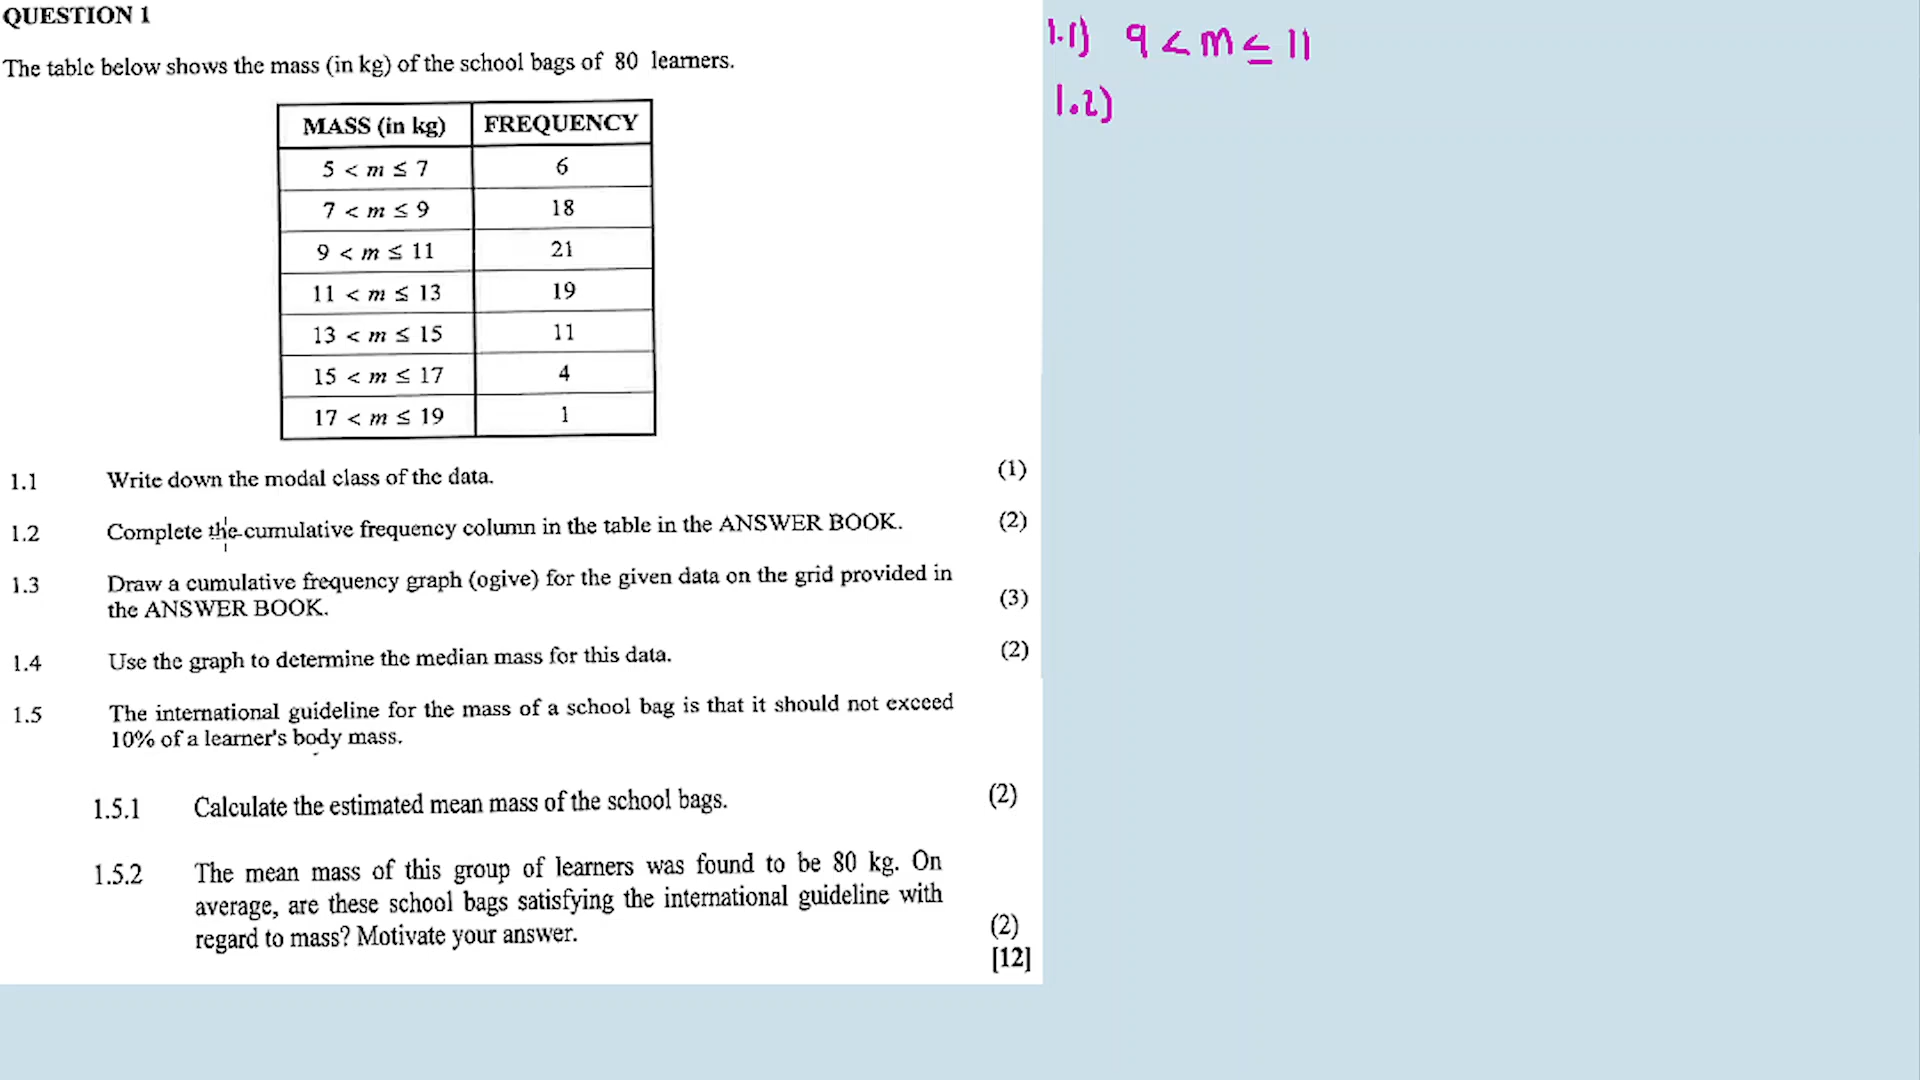 QUESTION 1
The table below shows the mass (in kg) of the school bags of 80 learners.
MASS (in kg) FREQUENCY
5 < m ≤ 7 6
7 < m ≤ 9 18
9 < m ≤ 11 21
11 < m ≤ 13 19
13 < m ≤ 15 11
15 < m ≤ 17 4
17 < m ≤ 19 1
1.1 Write down the modal class of the data. (1)
1.2 Complete the cumulative frequency column in the table in the ANSWER BOOK. (2)
1.3 Draw a cumulative frequency graph (ogive) for the given data on the grid provided in
the ANSWER BOOK. (3)
1.4 Use the graph to determine the median mass for this data. (2)
1.5 The international guideline for the mass of a school bag is that it should not exceed
10% of a learner's body mass.
1.5.1 Calculate the estimated mean mass of the school bags. (2)
1.5.2 The mean mass of this group of learners was found to be 80 kg. On
average, are these school bags satisfying the international guideline with
regard to mass? Motivate your answer. (2)
[12]
1.1) 9 < m ≤ 11
1.2)